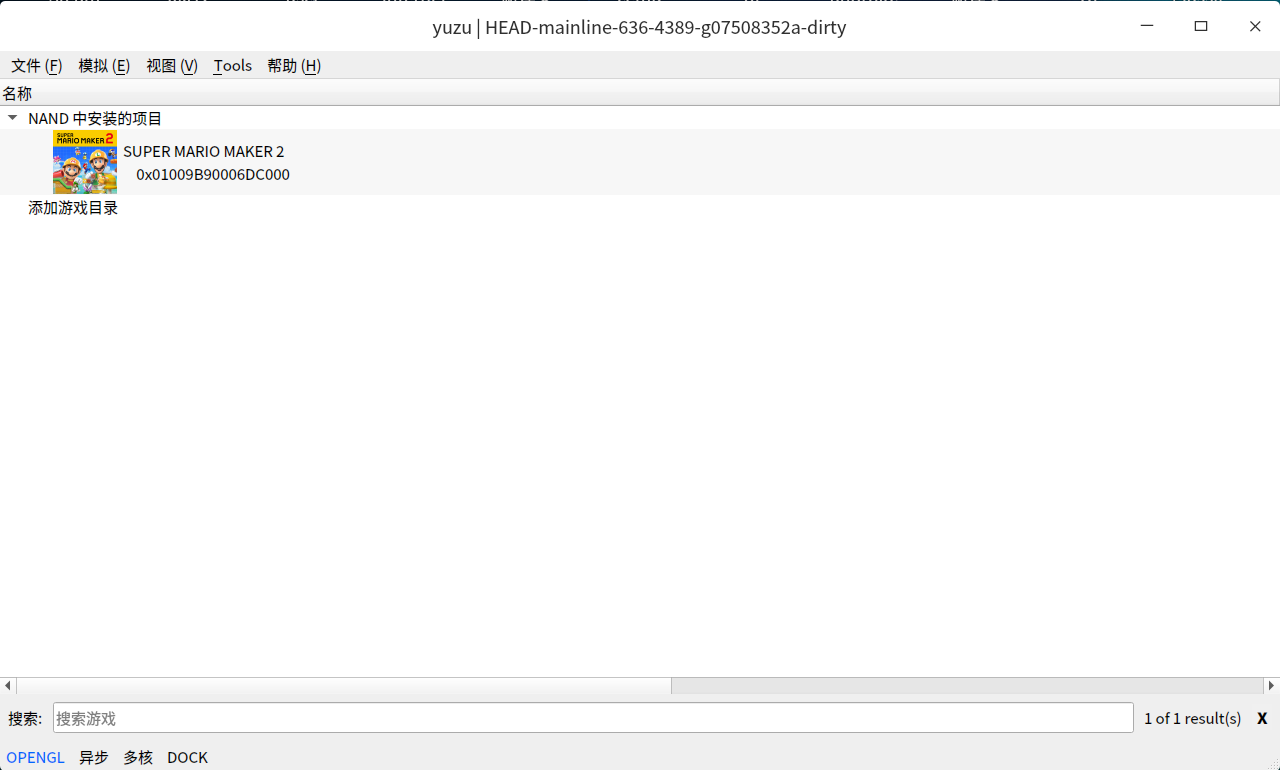 yuzu | HEAD-mainline-636-4389-g07508352a-dirty
文件 (F) 模拟 (E) 视图 (V) Tools 帮助 (H)
名称
NAND 中安装的项目
SUPER MARIO MAKER 2
SUPER MARIO MAKER 2
0x01009B90006DC000
添加游戏目录
搜索: 搜索游戏 1 of 1 result(s) X
OPENGL 异步 多核 DOCK